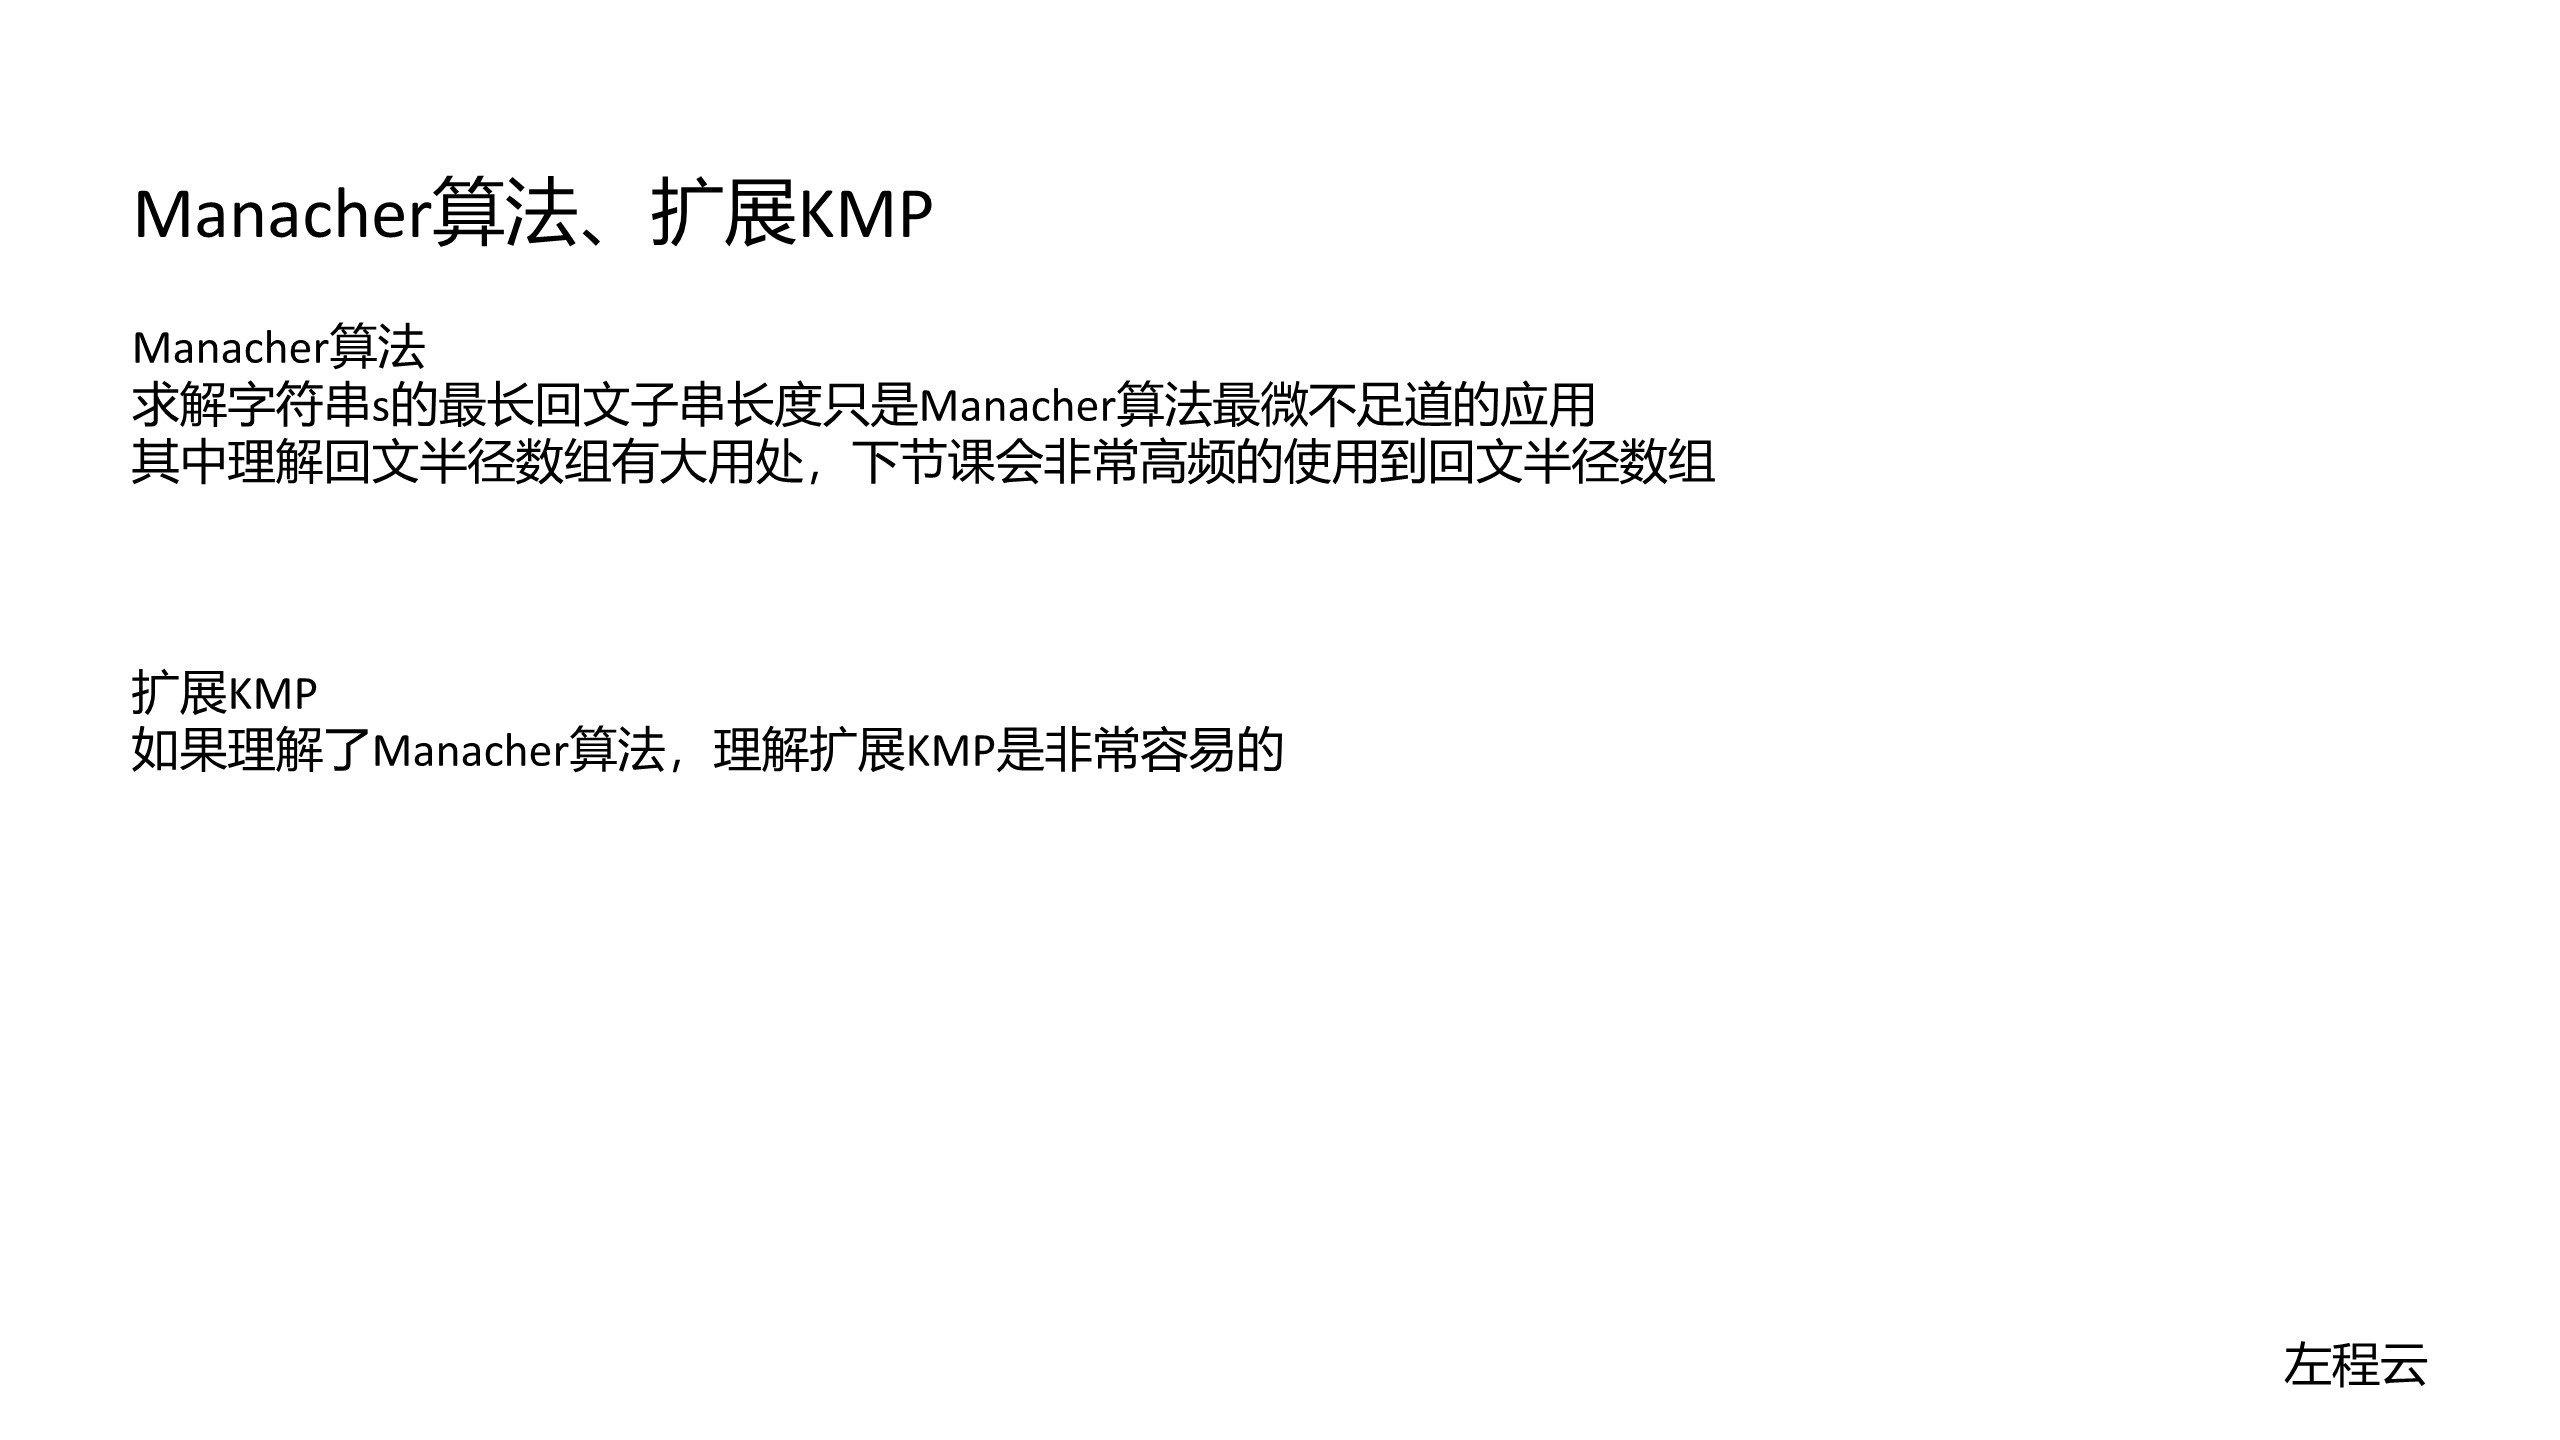 Manacher算法、扩展KMP
Manacher算法
求解字符串s的最长回文子串长度只是Manacher算法最微不足道的应用
其中理解回文半径数组有大用处，下节课会非常高频的使用到回文半径数组
扩展KMP
如果理解了Manacher算法，理解扩展KMP是非常容易的
左程云